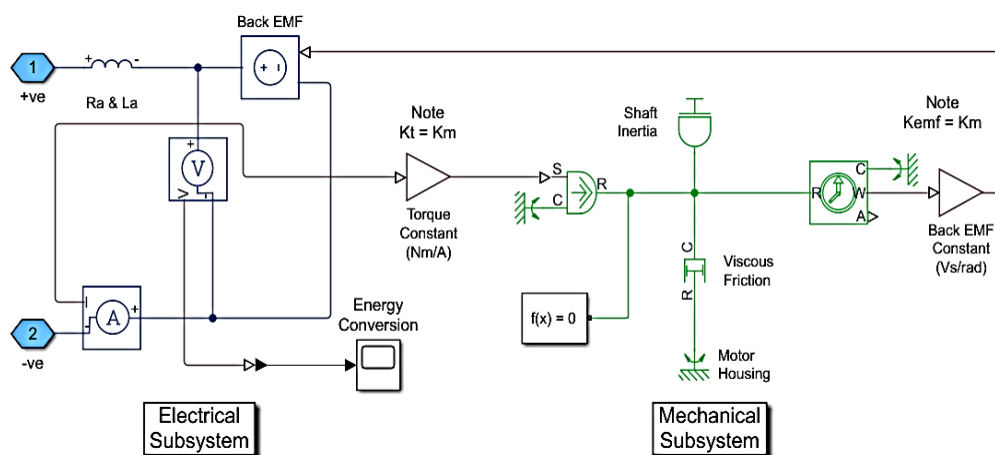 Back EMF
1
+ -
+ -
+ve
Ra & La
Note
Kt = Km
Shaft
Inertia
Note
Kemf = Km
+
V
V
-
S
R
C
C
R
W
A
Torque
Constant
(Nm/A)
Back EMF
Constant
(Vs/rad)
C
R
Viscous
Friction
I
+
-
A
2
-ve
Energy
Conversion
f(x) = 0
Motor
Housing
Electrical
Subsystem
Mechanical
Subsystem